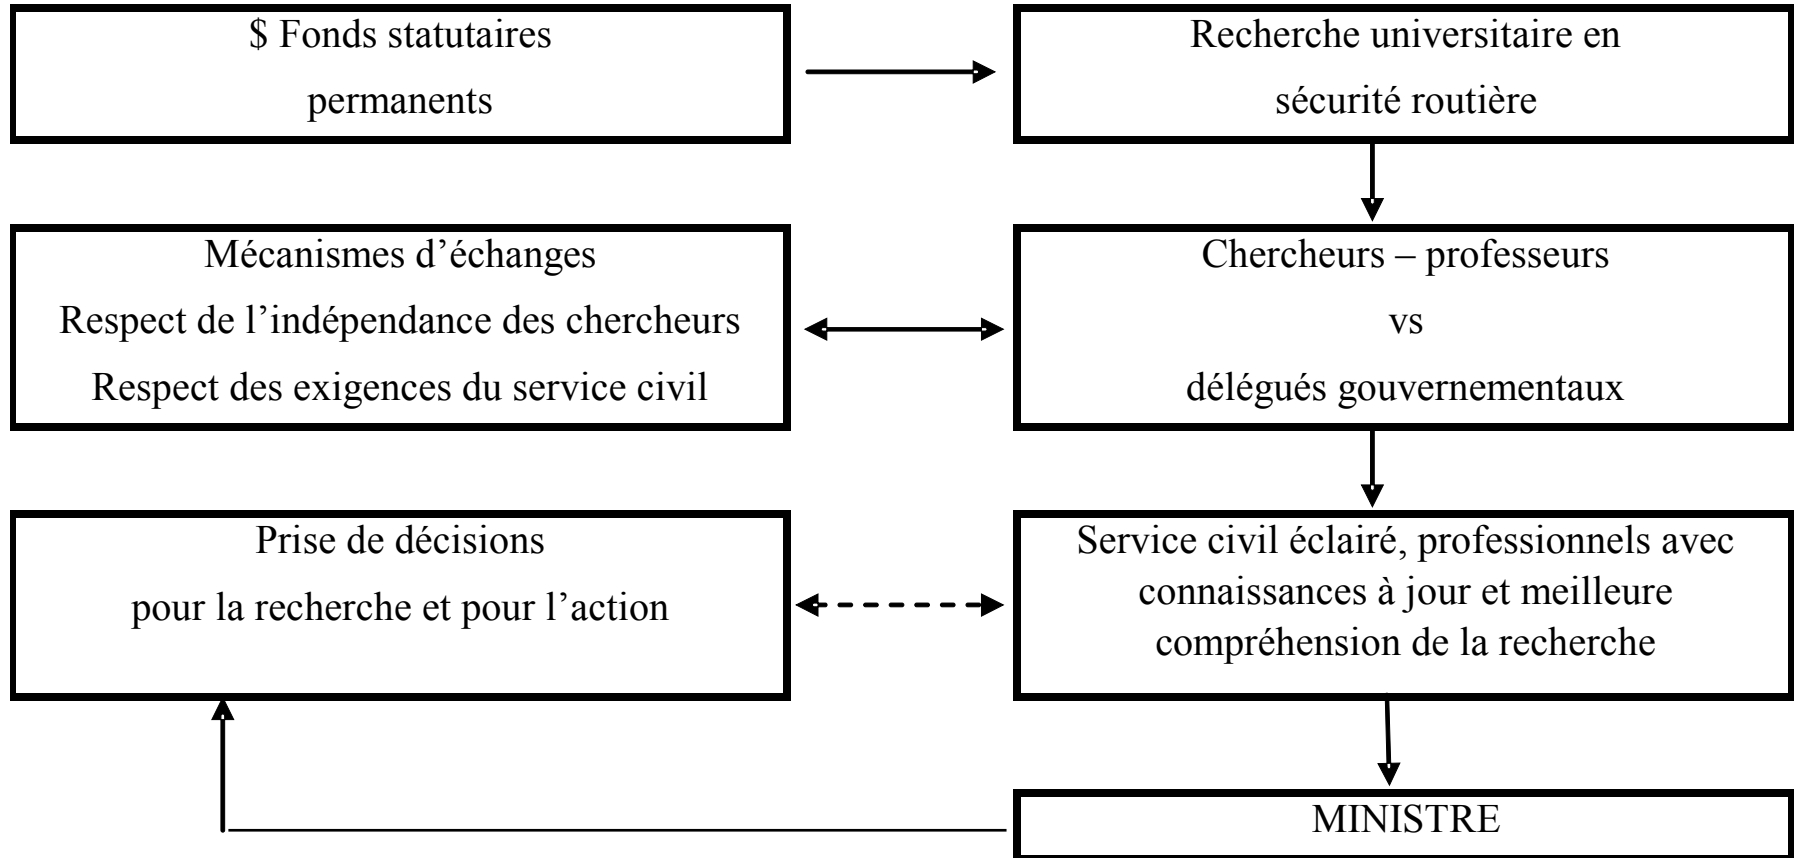 $ Fonds statutaires
permanents
Recherche universitaire en
sécurité routière
Mécanismes d’échanges
Respect de l’indépendance des chercheurs
Respect des exigences du service civil
Chercheurs – professeurs
vs
délégués gouvernementaux
Prise de décisions
pour la recherche et pour l’action
Service civil éclairé, professionnels avec
connaissances à jour et meilleure
compréhension de la recherche
MINISTRE